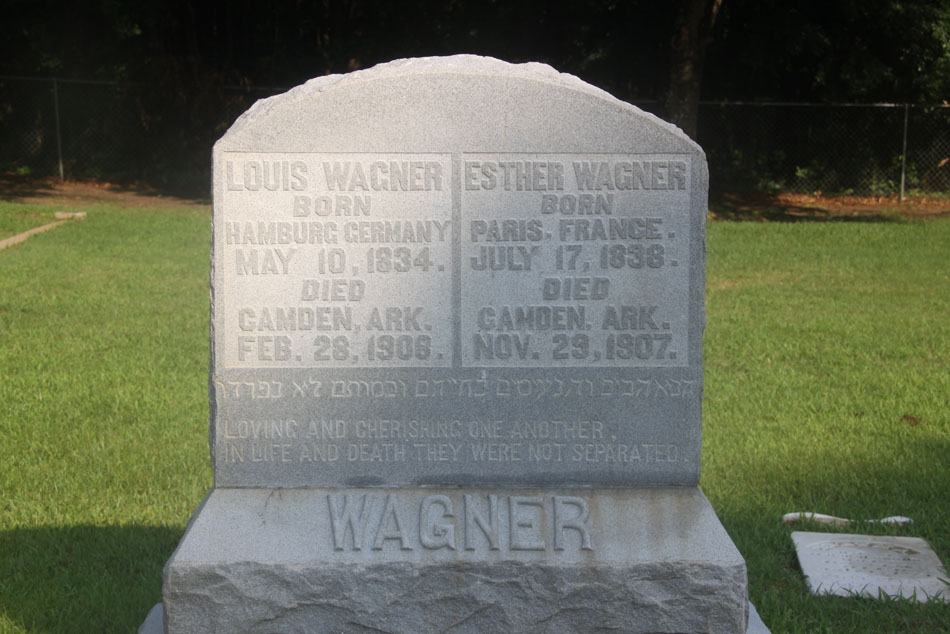 LOUIS WAGNER
BORN
HAMBURG GERMANY
MAY 10, 1834.
DIED
CAMDEN, ARK.
FEB. 28, 1906.
ESTHER WAGNER
BORN
PARIS, FRANCE.
JULY 17, 1838.
DIED
CAMDEN, ARK.
NOV. 29, 1907.
הנאהבים והנעימים בחייהם ובמותם לא נפרדו
LOVING AND CHERISHING ONE ANOTHER,
IN LIFE AND DEATH THEY WERE NOT SEPARATED.
WAGNER